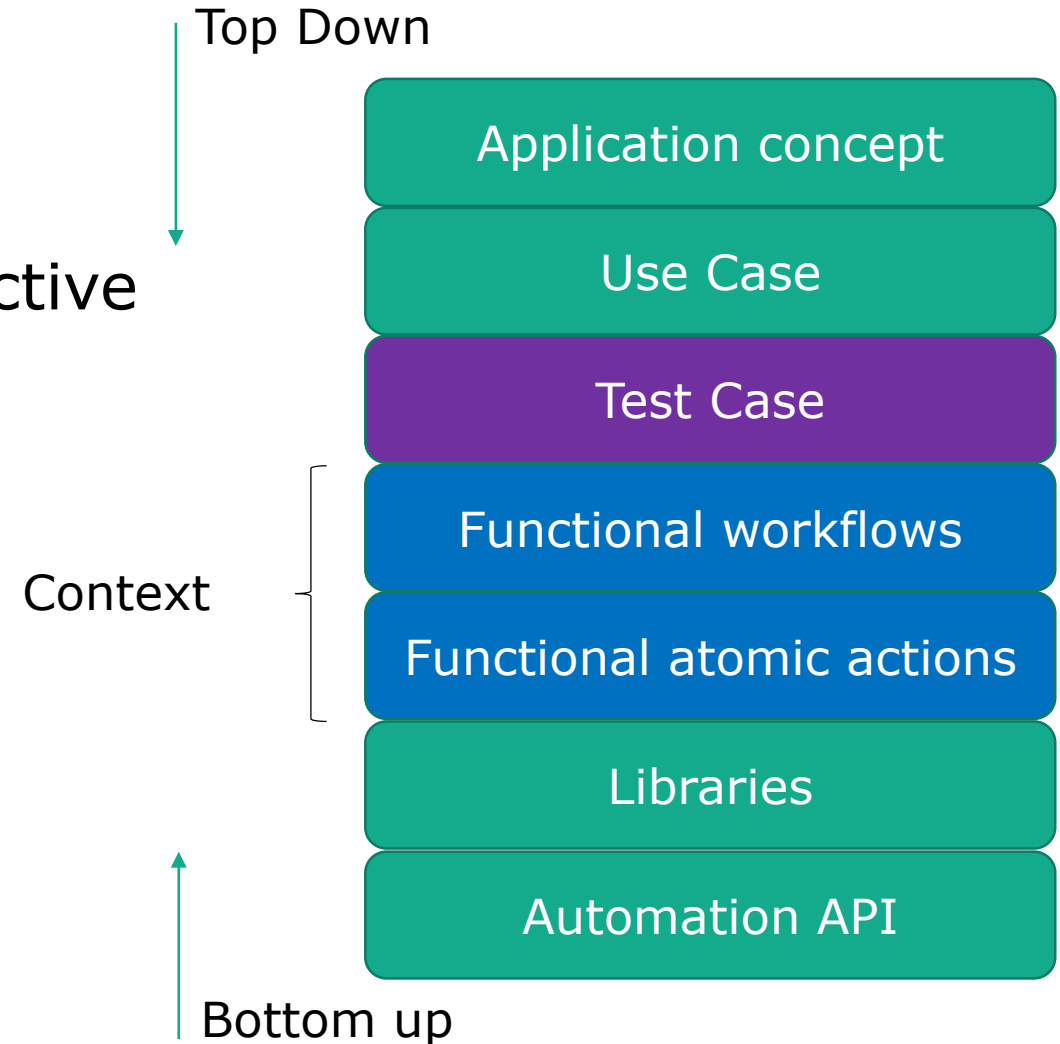 Top Down
Application concept
Use Case
ctive
Test Case
Functional workflows
Context
Functional atomic actions
Libraries
Automation API
Bottom up